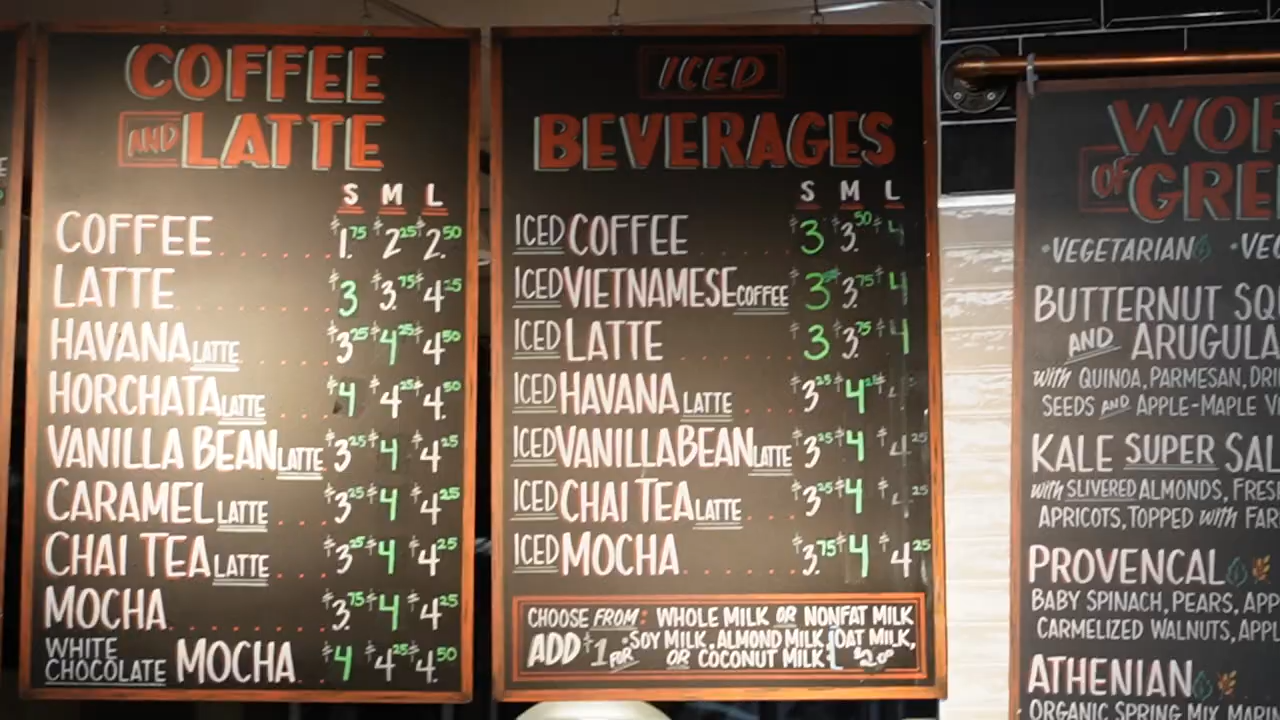 COFFEE
AND LATTE
S M L
COFFEE ....... $1.75 $2.25 $2.50
LATTE ......... $3 $3.75 $4.25
HAVANA LATTE .... $3.25 $4.25 $4.50
HORCHATA LATTE ... $4 $4.25 $4.50
VANILLA BEAN LATTE $3.25 $4 $4.25
CARAMEL LATTE .... $3.25 $4 $4.25
CHAI TEA LATTE .... $3.25 $4 $4.25
MOCHA ......... $3.75 $4 $4.25
WHITE
CHOCOLATE MOCHA $4 $4.25 $4.50
ICED
BEVERAGES
S M L
ICED COFFEE ...... $3 $3.50 $4
ICED VIETNAMESE COFFEE $3 $3.75 $4
ICED LATTE ....... $3 $3.75 $4
ICED HAVANA LATTE ... $3.25 $4.25
ICED VANILLA BEAN LATTE $3.25 $4 $4.25
ICED CHAI TEA LATTE ... $3.25 $4 $4.25
ICED MOCHA ....... $3.75 $4 $4.25
CHOOSE FROM: WHOLE MILK OR NONFAT MILK
ADD $1 FOR • SOY MILK, ALMOND MILK, OAT MILK,
OR COCONUT MILK
OF
•VEGETARIAN
BUTTERNUT
AND ARUGULA
with QUINOA, PARMESAN,
SEEDS AND APPLE-MAPLE
KALE SUPER
with SLIVERED ALMONDS,
APRICOTS, TOPPED with
PROVENCAL
BABY SPINACH, PEARS,
CARMELIZED WALNUTS,
ATHENIAN
ORGANIC SPRING MIX,